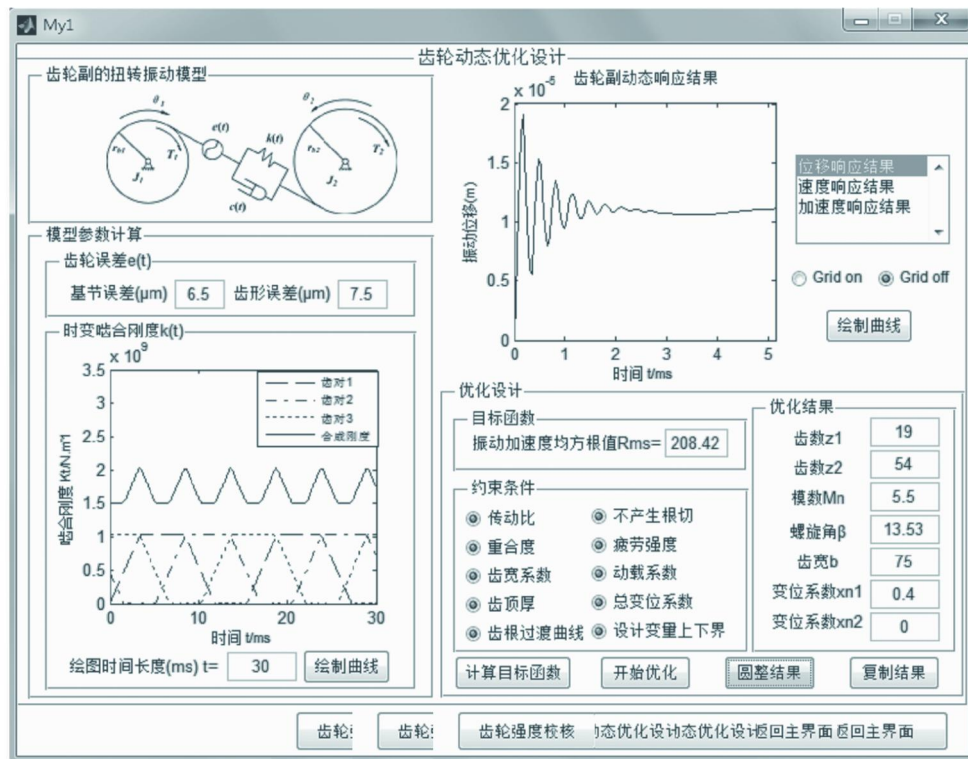 My1
齿轮动态优化设计
齿轮副的扭转振动模型
θ1
θ2
e(t)
k(t)
rb1
T1
J1
rb2
T2
J2
c(t)
模型参数计算
齿轮误差e(t)
基节误差(μm) 6.5 齿形误差(μm) 7.5
时变啮合刚度k(t)
x 10^9
3.5
3
2.5
2
1.5
1
0.5
0
啮合刚度 Kt/N.m1
齿对1
齿对2
齿对3
合成刚度
0 10 20 30
时间 t/ms
绘图时间长度(ms) t= 30 绘制曲线
齿轮副动态响应结果
x 10^-5
2
1.5
1
0.5
0
振动位移(m)
0 1 2 3 4 5
时间 t/ms
位移响应结果
速度响应结果
加速度响应结果
Grid on Grid off
绘制曲线
优化设计
目标函数
振动加速度均方根值Rms= 208.42
约束条件
传动比 不产生根切
重合度 疲劳强度
齿宽系数 动载系数
齿顶厚 总变位系数
齿根过渡曲线 设计变量上下界
优化结果
齿数z1 19
齿数z2 54
模数Mn 5.5
螺旋角β 13.53
齿宽b 75
变位系数xn1 0.4
变位系数xn2 0
计算目标函数 开始优化 圆整结果 复制结果
齿轮 齿轮 齿轮强度校核 动态优化设计 动态优化设计 返回主界面 返回主界面